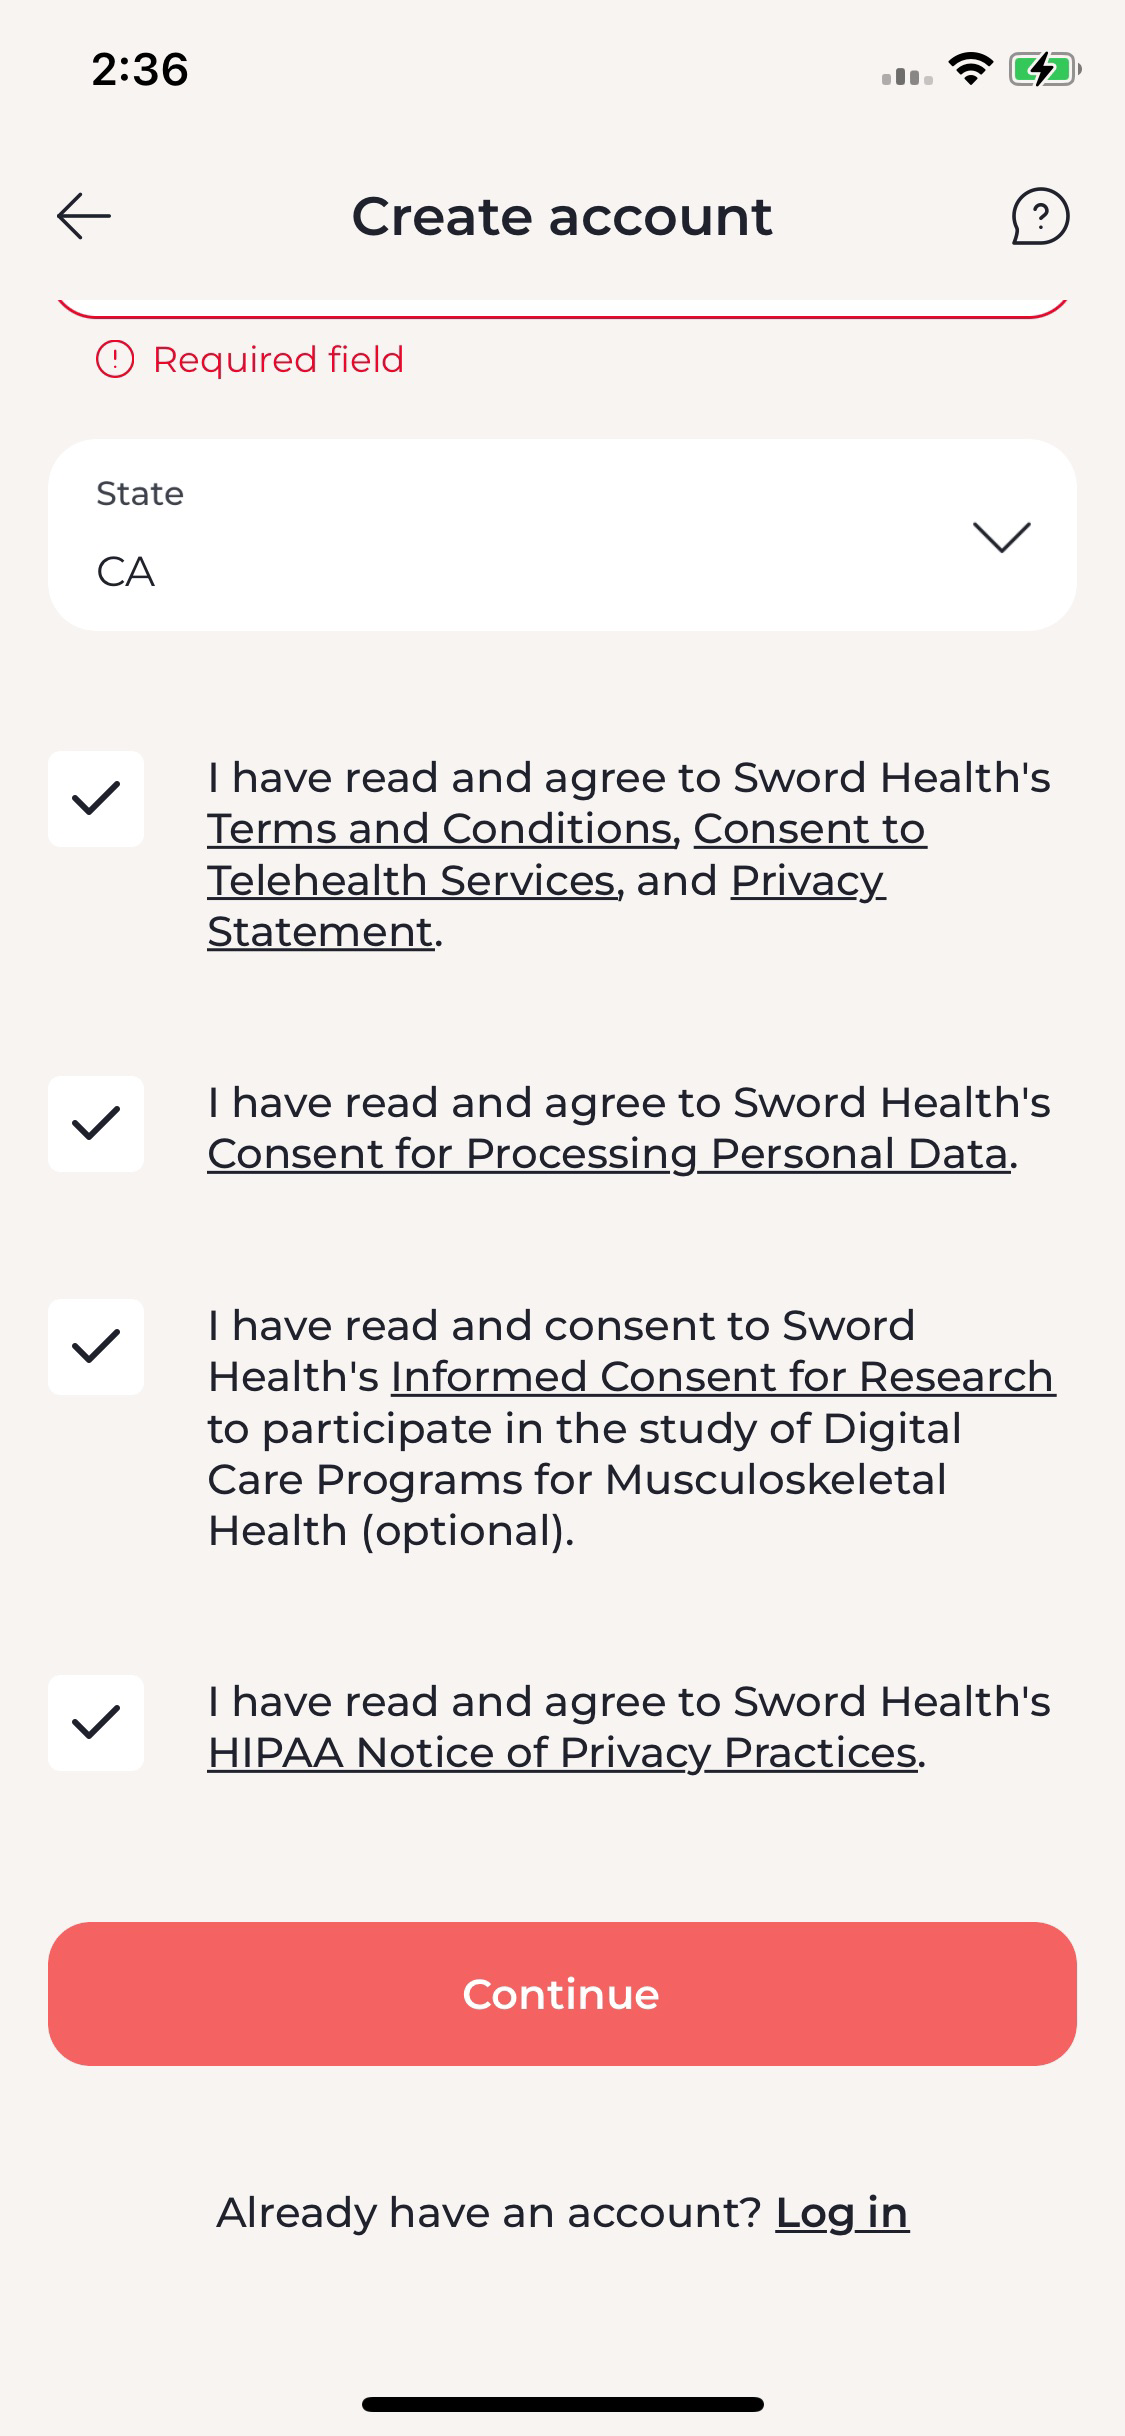 2:36
Create account
Required field
State
CA
I have read and agree to Sword Health's
Terms and Conditions, Consent to
Telehealth Services, and Privacy
Statement.
I have read and agree to Sword Health's
Consent for Processing Personal Data.
I have read and consent to Sword
Health's Informed Consent for Research
to participate in the study of Digital
Care Programs for Musculoskeletal
Health (optional).
I have read and agree to Sword Health's
HIPAA Notice of Privacy Practices.
Continue
Already have an account? Log in